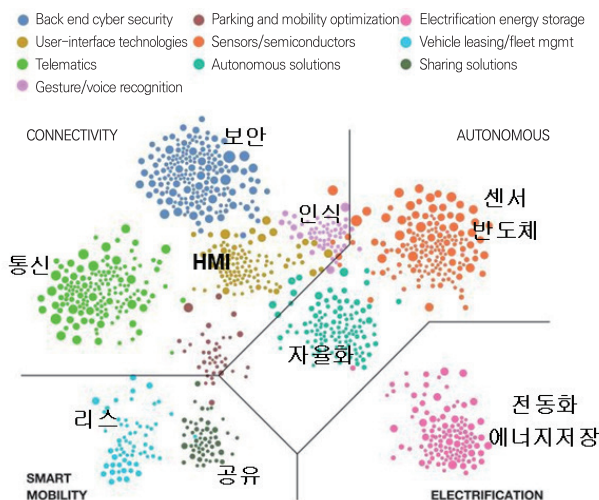 Back end cyber security
Parking and mobility optimization
Electrification energy storage
User-interface technologies
Sensors/semiconductors
Vehicle leasing/fleet mgmt
Telematics
Autonomous solutions
Sharing solutions
Gesture/voice recognition
CONNECTIVITY
보안
AUTONOMOUS
인식
센서
반도체
통신
HMI
자율화
리스
전동화
에너지저장
공유
SMART
MOBILITY
ELECTRIFICATION